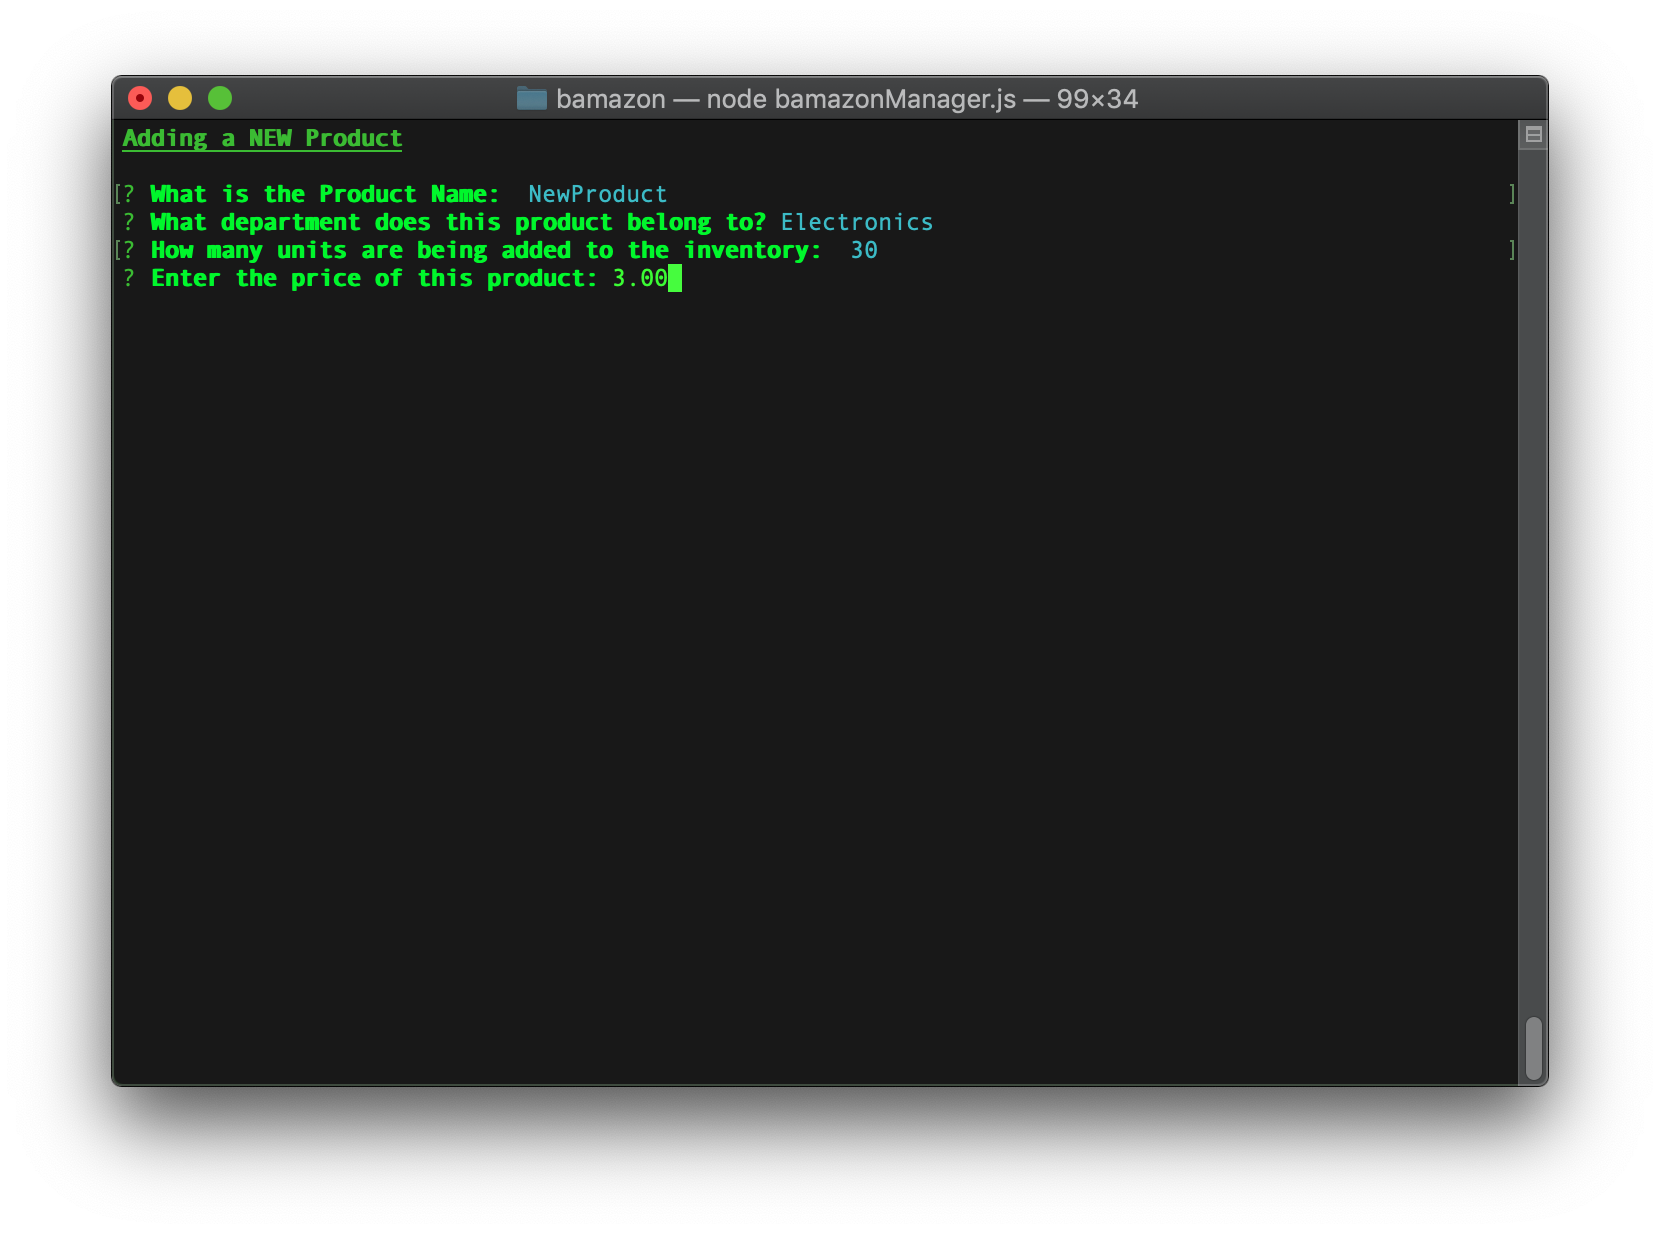 bamazon — node bamazonManager.js — 99×34
Adding a NEW Product
[? What is the Product Name:  NewProduct ]
? What department does this product belong to? Electronics
[? How many units are being added to the inventory:  30 ]
? Enter the price of this product: 3.00